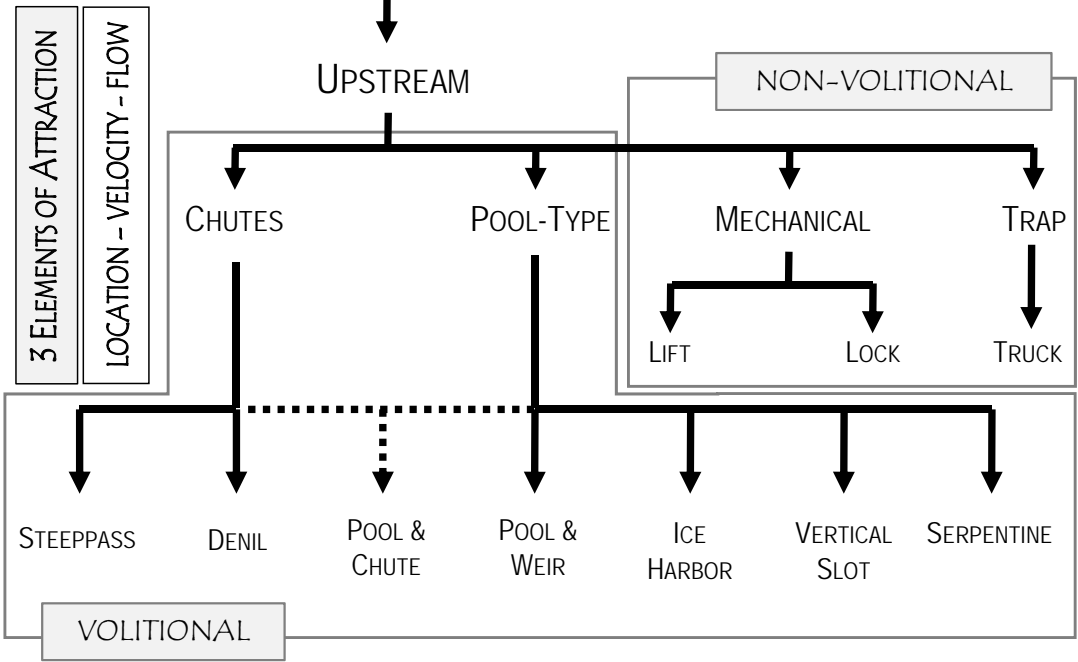 3 ELEMENTS OF ATTRACTION
LOCATION – VELOCITY - FLOW
UPSTREAM
NON-VOLITIONAL
CHUTES
POOL-TYPE
MECHANICAL
TRAP
LIFT
LOCK
TRUCK
STEEPPASS
DENIL
POOL &
CHUTE
POOL &
WEIR
ICE
HARBOR
VERTICAL
SLOT
SERPENTINE
VOLITIONAL